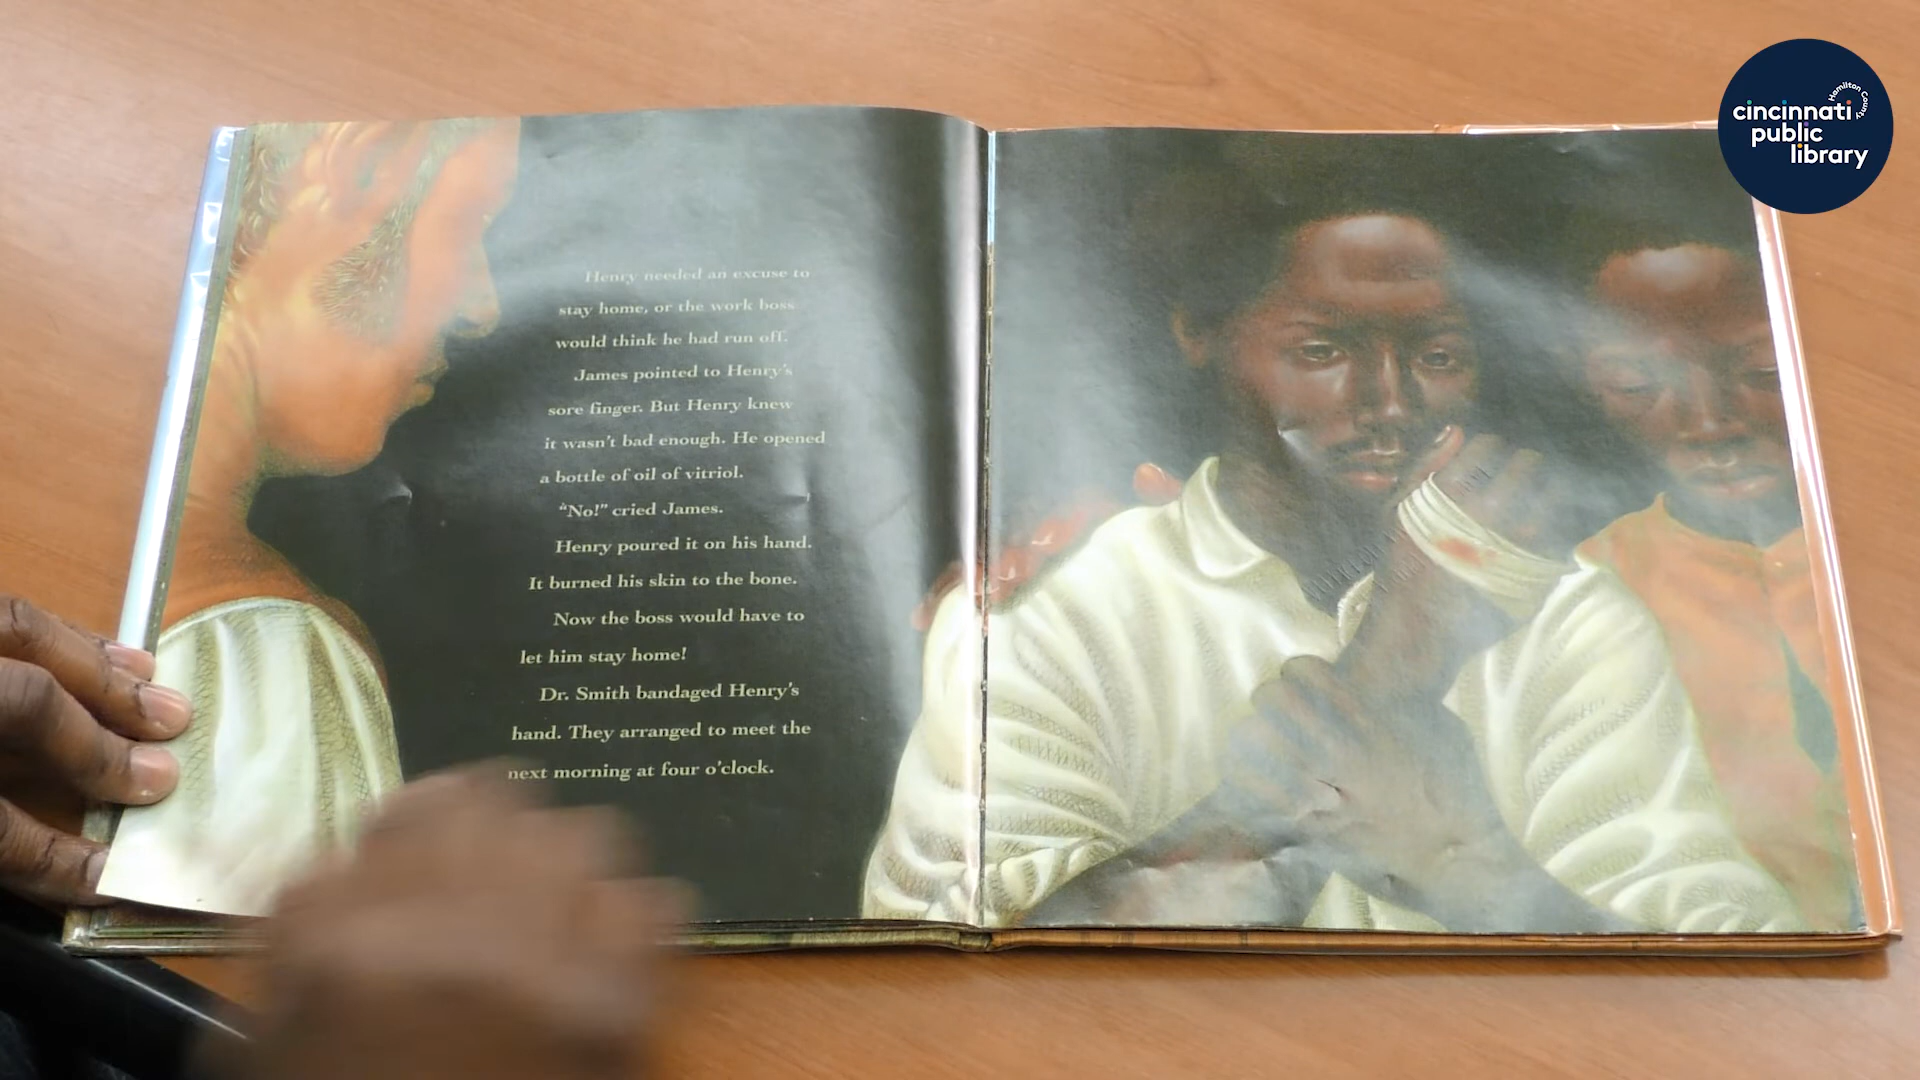 Henry needed an excuse to
stay home, or the work boss
would think he had run off.
James pointed to Henry's
sore finger. But Henry knew
it wasn't bad enough. He opened
a bottle of oil of vitriol.
"No!" cried James.
Henry poured it on his hand.
It burned his skin to the bone.
Now the boss would have to
let him stay home!
Dr. Smith bandaged Henry's
hand. They arranged to meet the
next morning at four o'clock.
Hamilton County
cincinnati
public
library